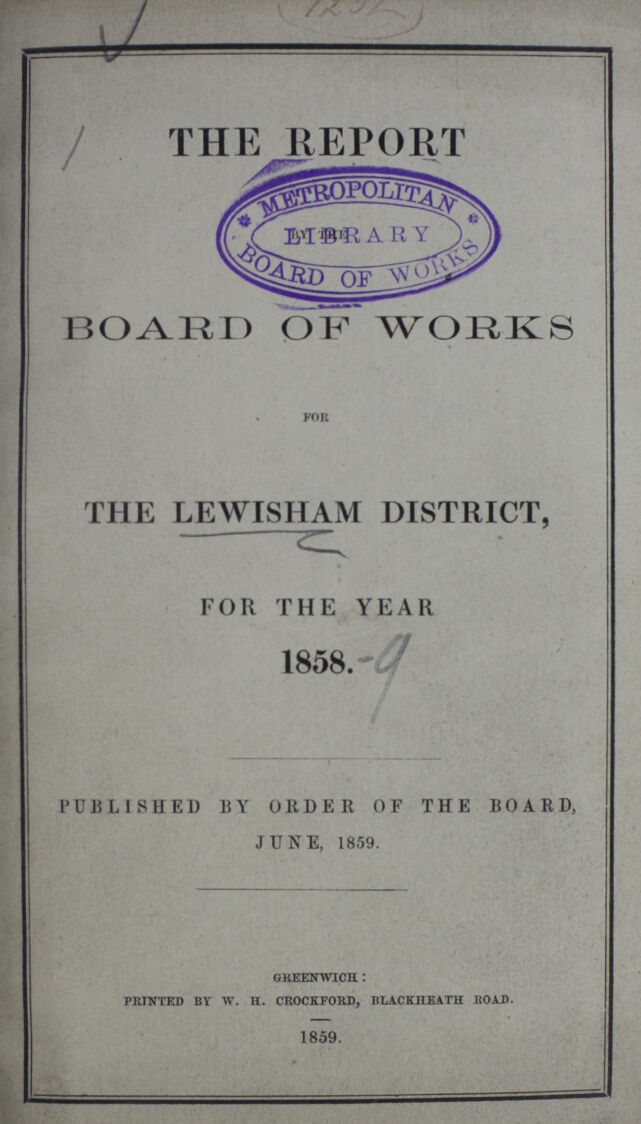 THE REPORT
METROPOLITAN
BY THE
LIBRARY
BOARD OF WORKS
BOARD OF WORKS
FOR
THE LEWISHAM DISTRICT,
FOR THE YEAR
1858.-9
PUBLISHED BY ORDER OF THE BOARD,
JUNE, 1859.
GREENWICH:
PRINTED BY W. H. CROCKFORD, BLACKHEATH ROAD.
1859.